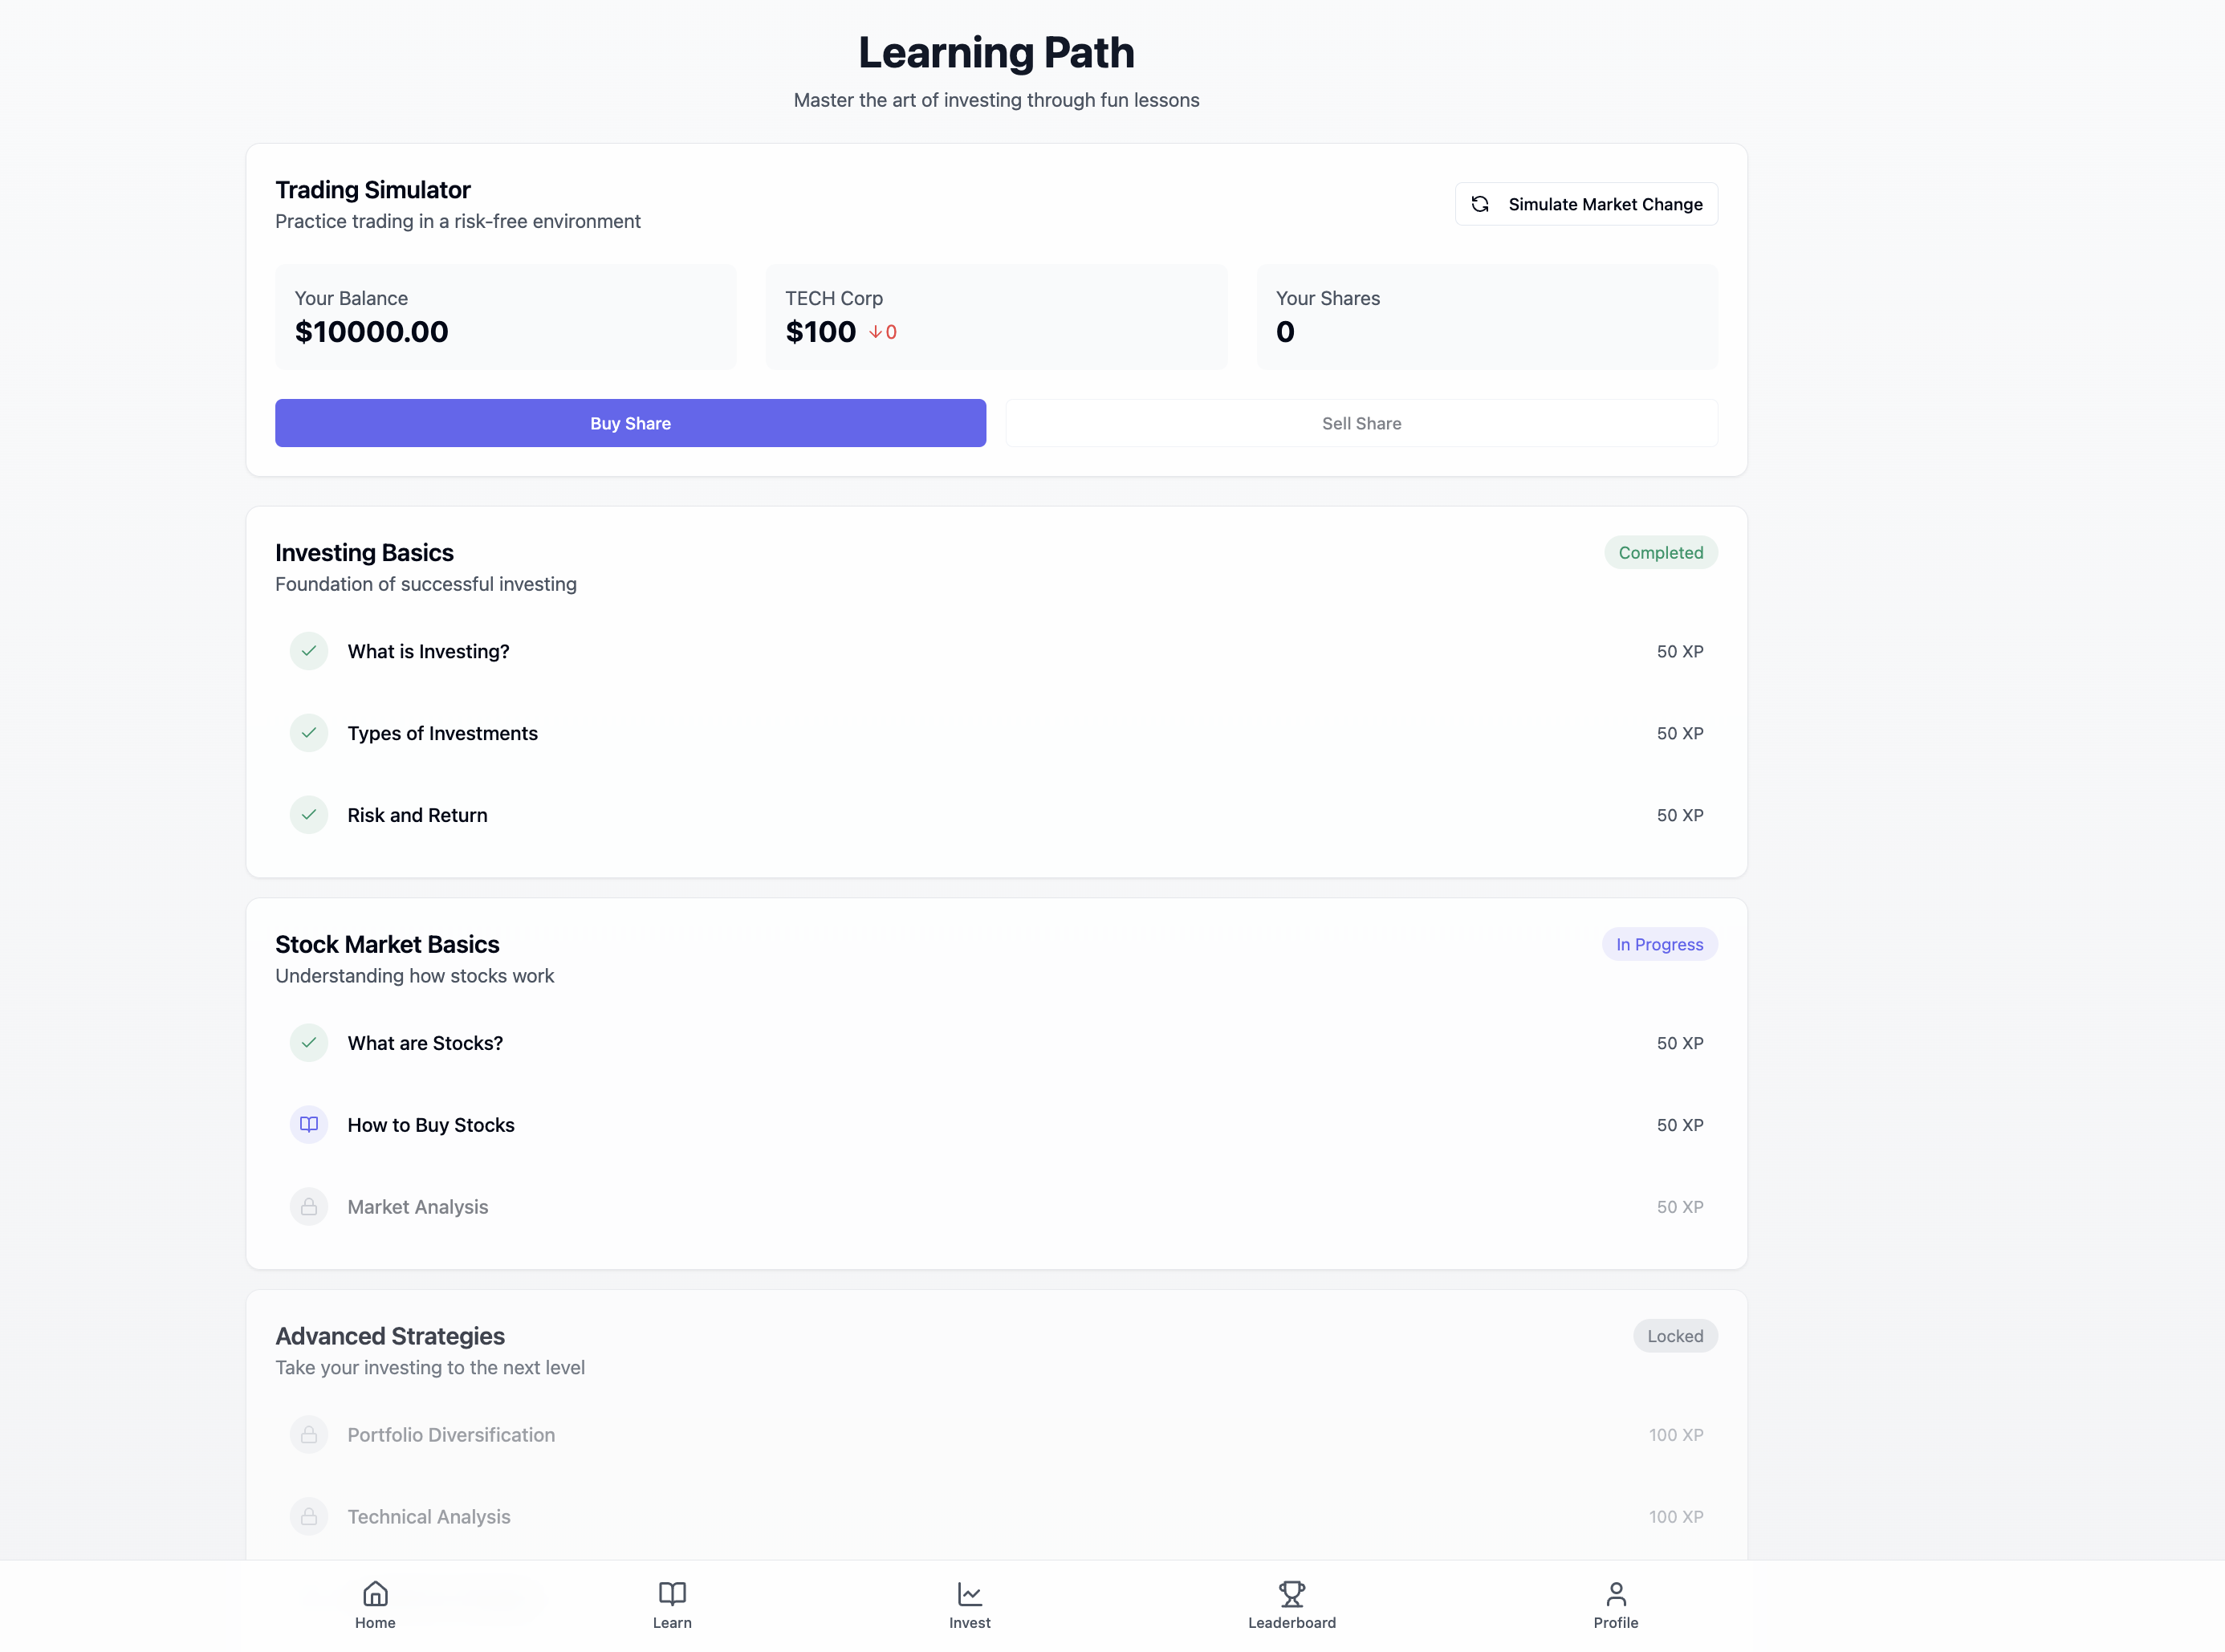 Learning Path
Master the art of investing through fun lessons
Trading Simulator
Practice trading in a risk-free environment
Simulate Market Change
Your Balance
$10000.00
TECH Corp
$100 ↓0
Your Shares
0
Buy Share
Sell Share
Investing Basics
Foundation of successful investing
Completed
What is Investing?
50 XP
Types of Investments
50 XP
Risk and Return
50 XP
Stock Market Basics
Understanding how stocks work
In Progress
What are Stocks?
50 XP
How to Buy Stocks
50 XP
Market Analysis
50 XP
Advanced Strategies
Take your investing to the next level
Locked
Portfolio Diversification
100 XP
Technical Analysis
100 XP
Home
Learn
Invest
Leaderboard
Profile